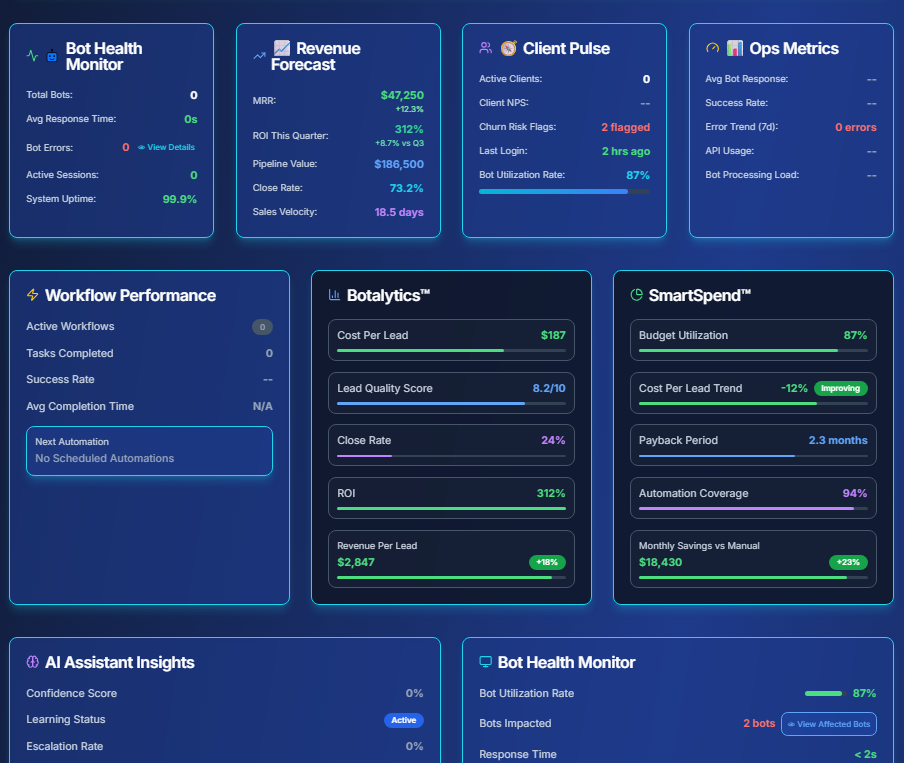 Bot Health
Monitor
Total Bots: 0
Avg Response Time: 0s
Bot Errors: 0 View Details
Active Sessions: 0
System Uptime: 99.9%
Revenue
Forecast
MRR: $47,250
+12.3%
ROI This Quarter: 312%
+8.7% vs Q3
Pipeline Value: $186,500
Close Rate: 73.2%
Sales Velocity: 18.5 days
Client Pulse
Active Clients: 0
Client NPS: --
Churn Risk Flags: 2 flagged
Last Login: 2 hrs ago
Bot Utilization Rate: 87%
Ops Metrics
Avg Bot Response: --
Success Rate: --
Error Trend (7d): 0 errors
API Usage: --
Bot Processing Load: --
Workflow Performance
Active Workflows 0
Tasks Completed 0
Success Rate --
Avg Completion Time N/A
Next Automation
No Scheduled Automations
Botalytics™
Cost Per Lead $187
Lead Quality Score 8.2/10
Close Rate 24%
ROI 312%
Revenue Per Lead
$2,847 +18%
SmartSpend™
Budget Utilization 87%
Cost Per Lead Trend -12% Improving
Payback Period 2.3 months
Automation Coverage 94%
Monthly Savings vs Manual
$18,430 +23%
AI Assistant Insights
Confidence Score 0%
Learning Status Active
Escalation Rate 0%
Bot Health Monitor
Bot Utilization Rate 87%
Bots Impacted 2 bots View Affected Bots
Response Time < 2s